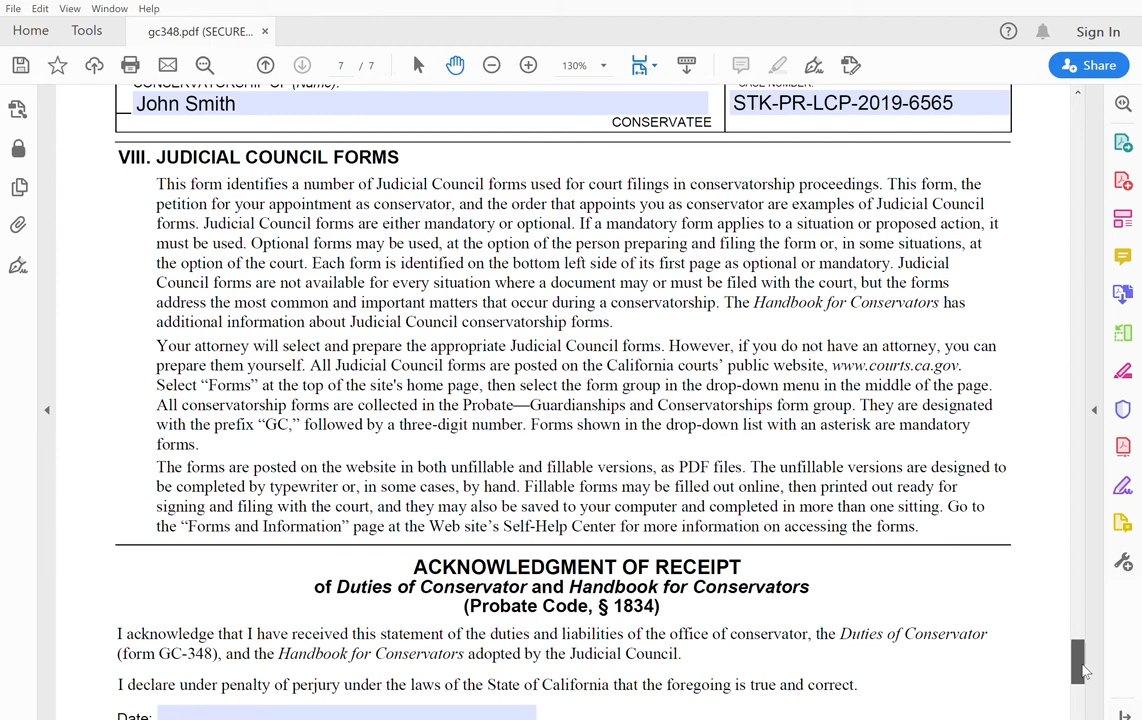 File Edit View Window Help
Home Tools gc348.pdf (SECURE... × Sign In
7 / 7 130% Share
CONSERVATORSHIP OF (Name): CASE NUMBER:
John Smith STK-PR-LCP-2019-6565
CONSERVATEE
VIII. JUDICIAL COUNCIL FORMS
This form identifies a number of Judicial Council forms used for court filings in conservatorship proceedings. This form, the
petition for your appointment as conservator, and the order that appoints you as conservator are examples of Judicial Council
forms. Judicial Council forms are either mandatory or optional. If a mandatory form applies to a situation or proposed action, it
must be used. Optional forms may be used, at the option of the person preparing and filing the form or, in some situations, at
the option of the court. Each form is identified on the bottom left side of its first page as optional or mandatory. Judicial
Council forms are not available for every situation where a document may or must be filed with the court, but the forms
address the most common and important matters that occur during a conservatorship. The Handbook for Conservators has
additional information about Judicial Council conservatorship forms.
Your attorney will select and prepare the appropriate Judicial Council forms. However, if you do not have an attorney, you can
prepare them yourself. All Judicial Council forms are posted on the California courts’ public website, www.courts.ca.gov.
Select “Forms” at the top of the site's home page, then select the form group in the drop-down menu in the middle of the page.
All conservatorship forms are collected in the Probate—Guardianships and Conservatorships form group. They are designated
with the prefix “GC,” followed by a three-digit number. Forms shown in the drop-down list with an asterisk are mandatory
forms.
The forms are posted on the website in both unfillable and fillable versions, as PDF files. The unfillable versions are designed to
be completed by typewriter or, in some cases, by hand. Fillable forms may be filled out online, then printed out ready for
signing and filing with the court, and they may also be saved to your computer and completed in more than one sitting. Go to
the “Forms and Information” page at the Web site’s Self-Help Center for more information on accessing the forms.
ACKNOWLEDGMENT OF RECEIPT
of Duties of Conservator and Handbook for Conservators
(Probate Code, § 1834)
I acknowledge that I have received this statement of the duties and liabilities of the office of conservator, the Duties of Conservator
(form GC-348), and the Handbook for Conservators adopted by the Judicial Council.
I declare under penalty of perjury under the laws of the State of California that the foregoing is true and correct.
Date: